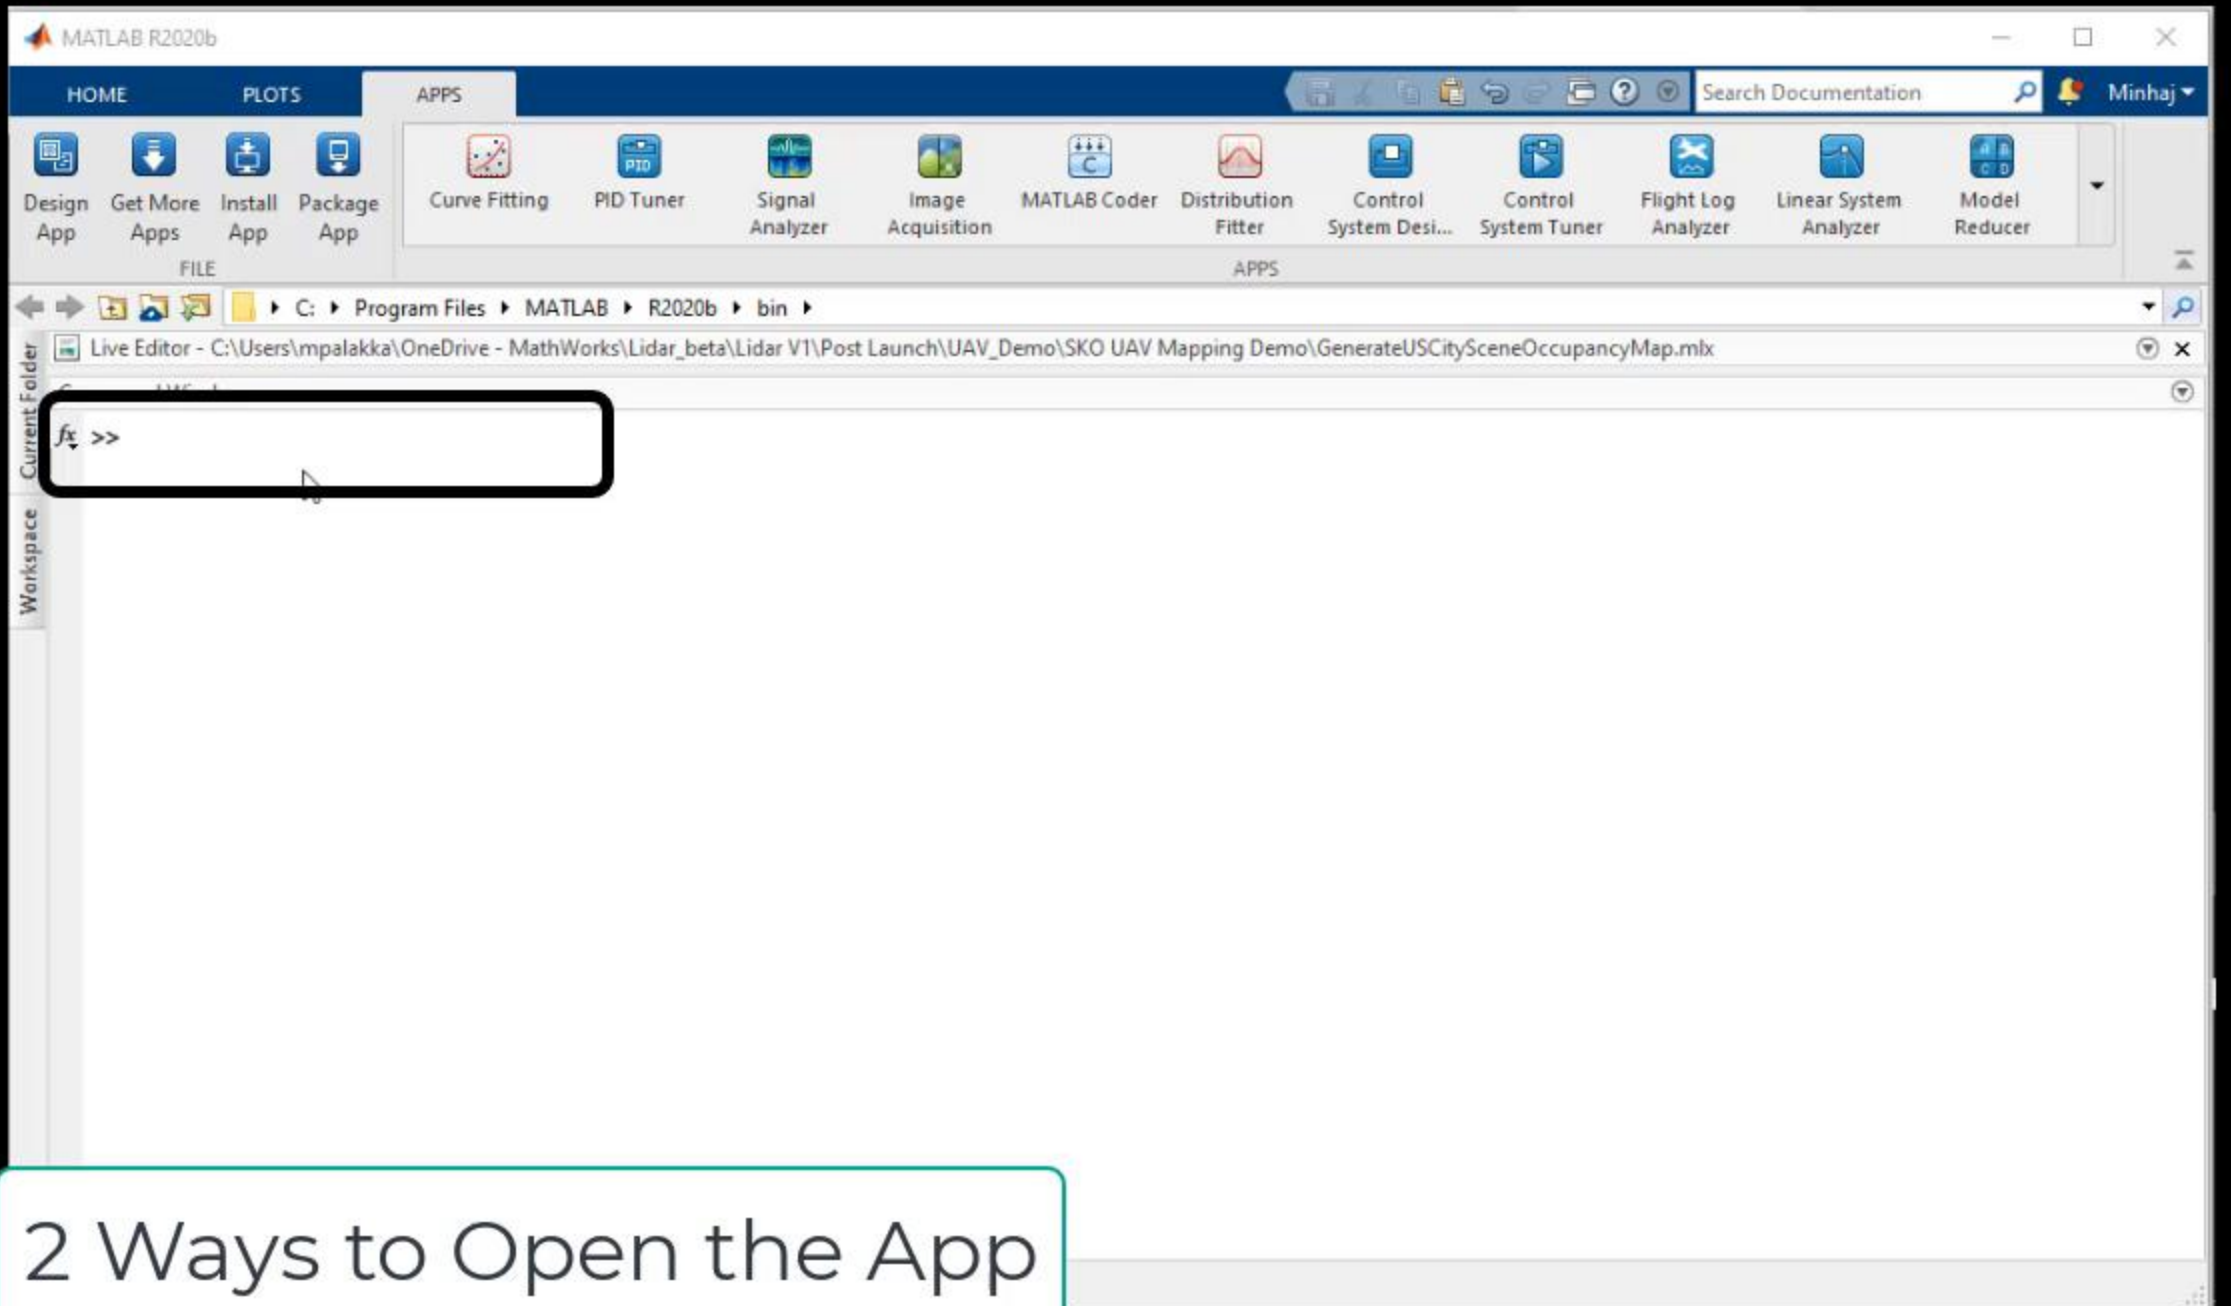 MATLAB R2020b
HOME PLOTS APPS Search Documentation Minhaj
Design App
Get More Apps
Install App
Package App
Curve Fitting
PID Tuner
Signal Analyzer
Image Acquisition
MATLAB Coder
Distribution Fitter
Control System Desi...
Control System Tuner
Flight Log Analyzer
Linear System Analyzer
Model Reducer
FILE APPS
C: Program Files MATLAB R2020b bin
Live Editor - C:\Users\mpalakka\OneDrive - MathWorks\Lidar_beta\Lidar V1\Post Launch\UAV_Demo\SKO UAV Mapping Demo\GenerateUSCitySceneOccupancyMap.mlx
Current Folder
fx >>
Workspace
2 Ways to Open the App